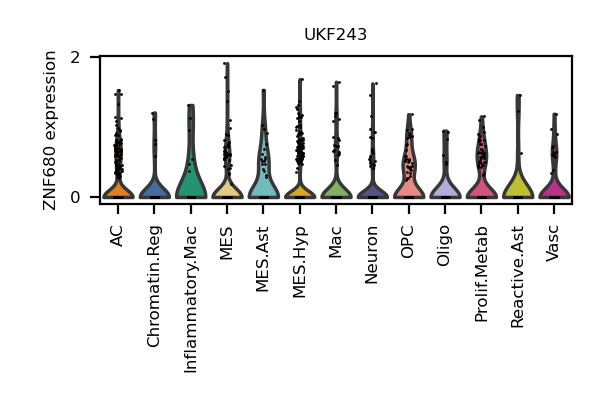 UKF243
ZNF680 expression
2
0
AC
Chromatin.Reg
Inflammatory.Mac
MES
MES.Ast
MES.Hyp
Mac
Neuron
OPC
Oligo
Prolif.Metab
Reactive.Ast
Vasc